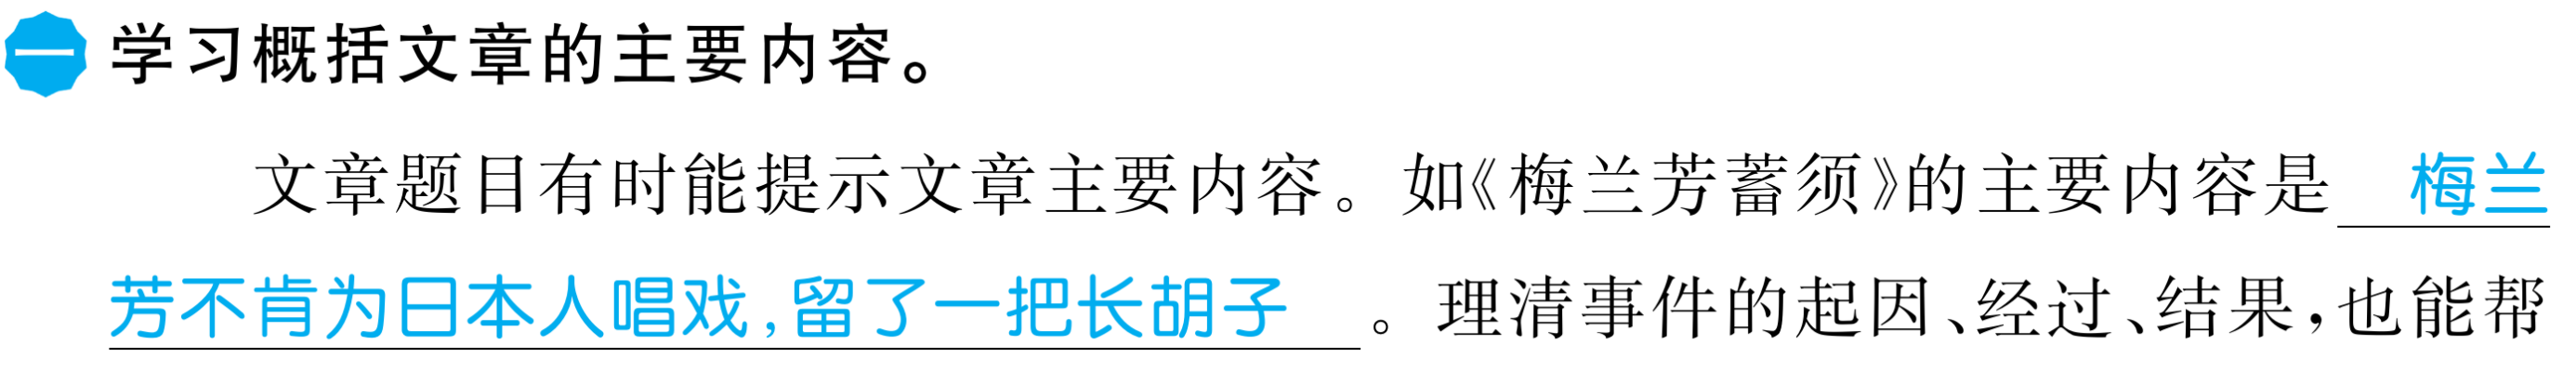 一 学习概括文章的主要内容。
文章题目有时能提示文章主要内容。如《梅兰芳蓄须》的主要内容是 梅兰
芳不肯为日本人唱戏，留了一把长胡子 。理清事件的起因、经过、结果，也能帮